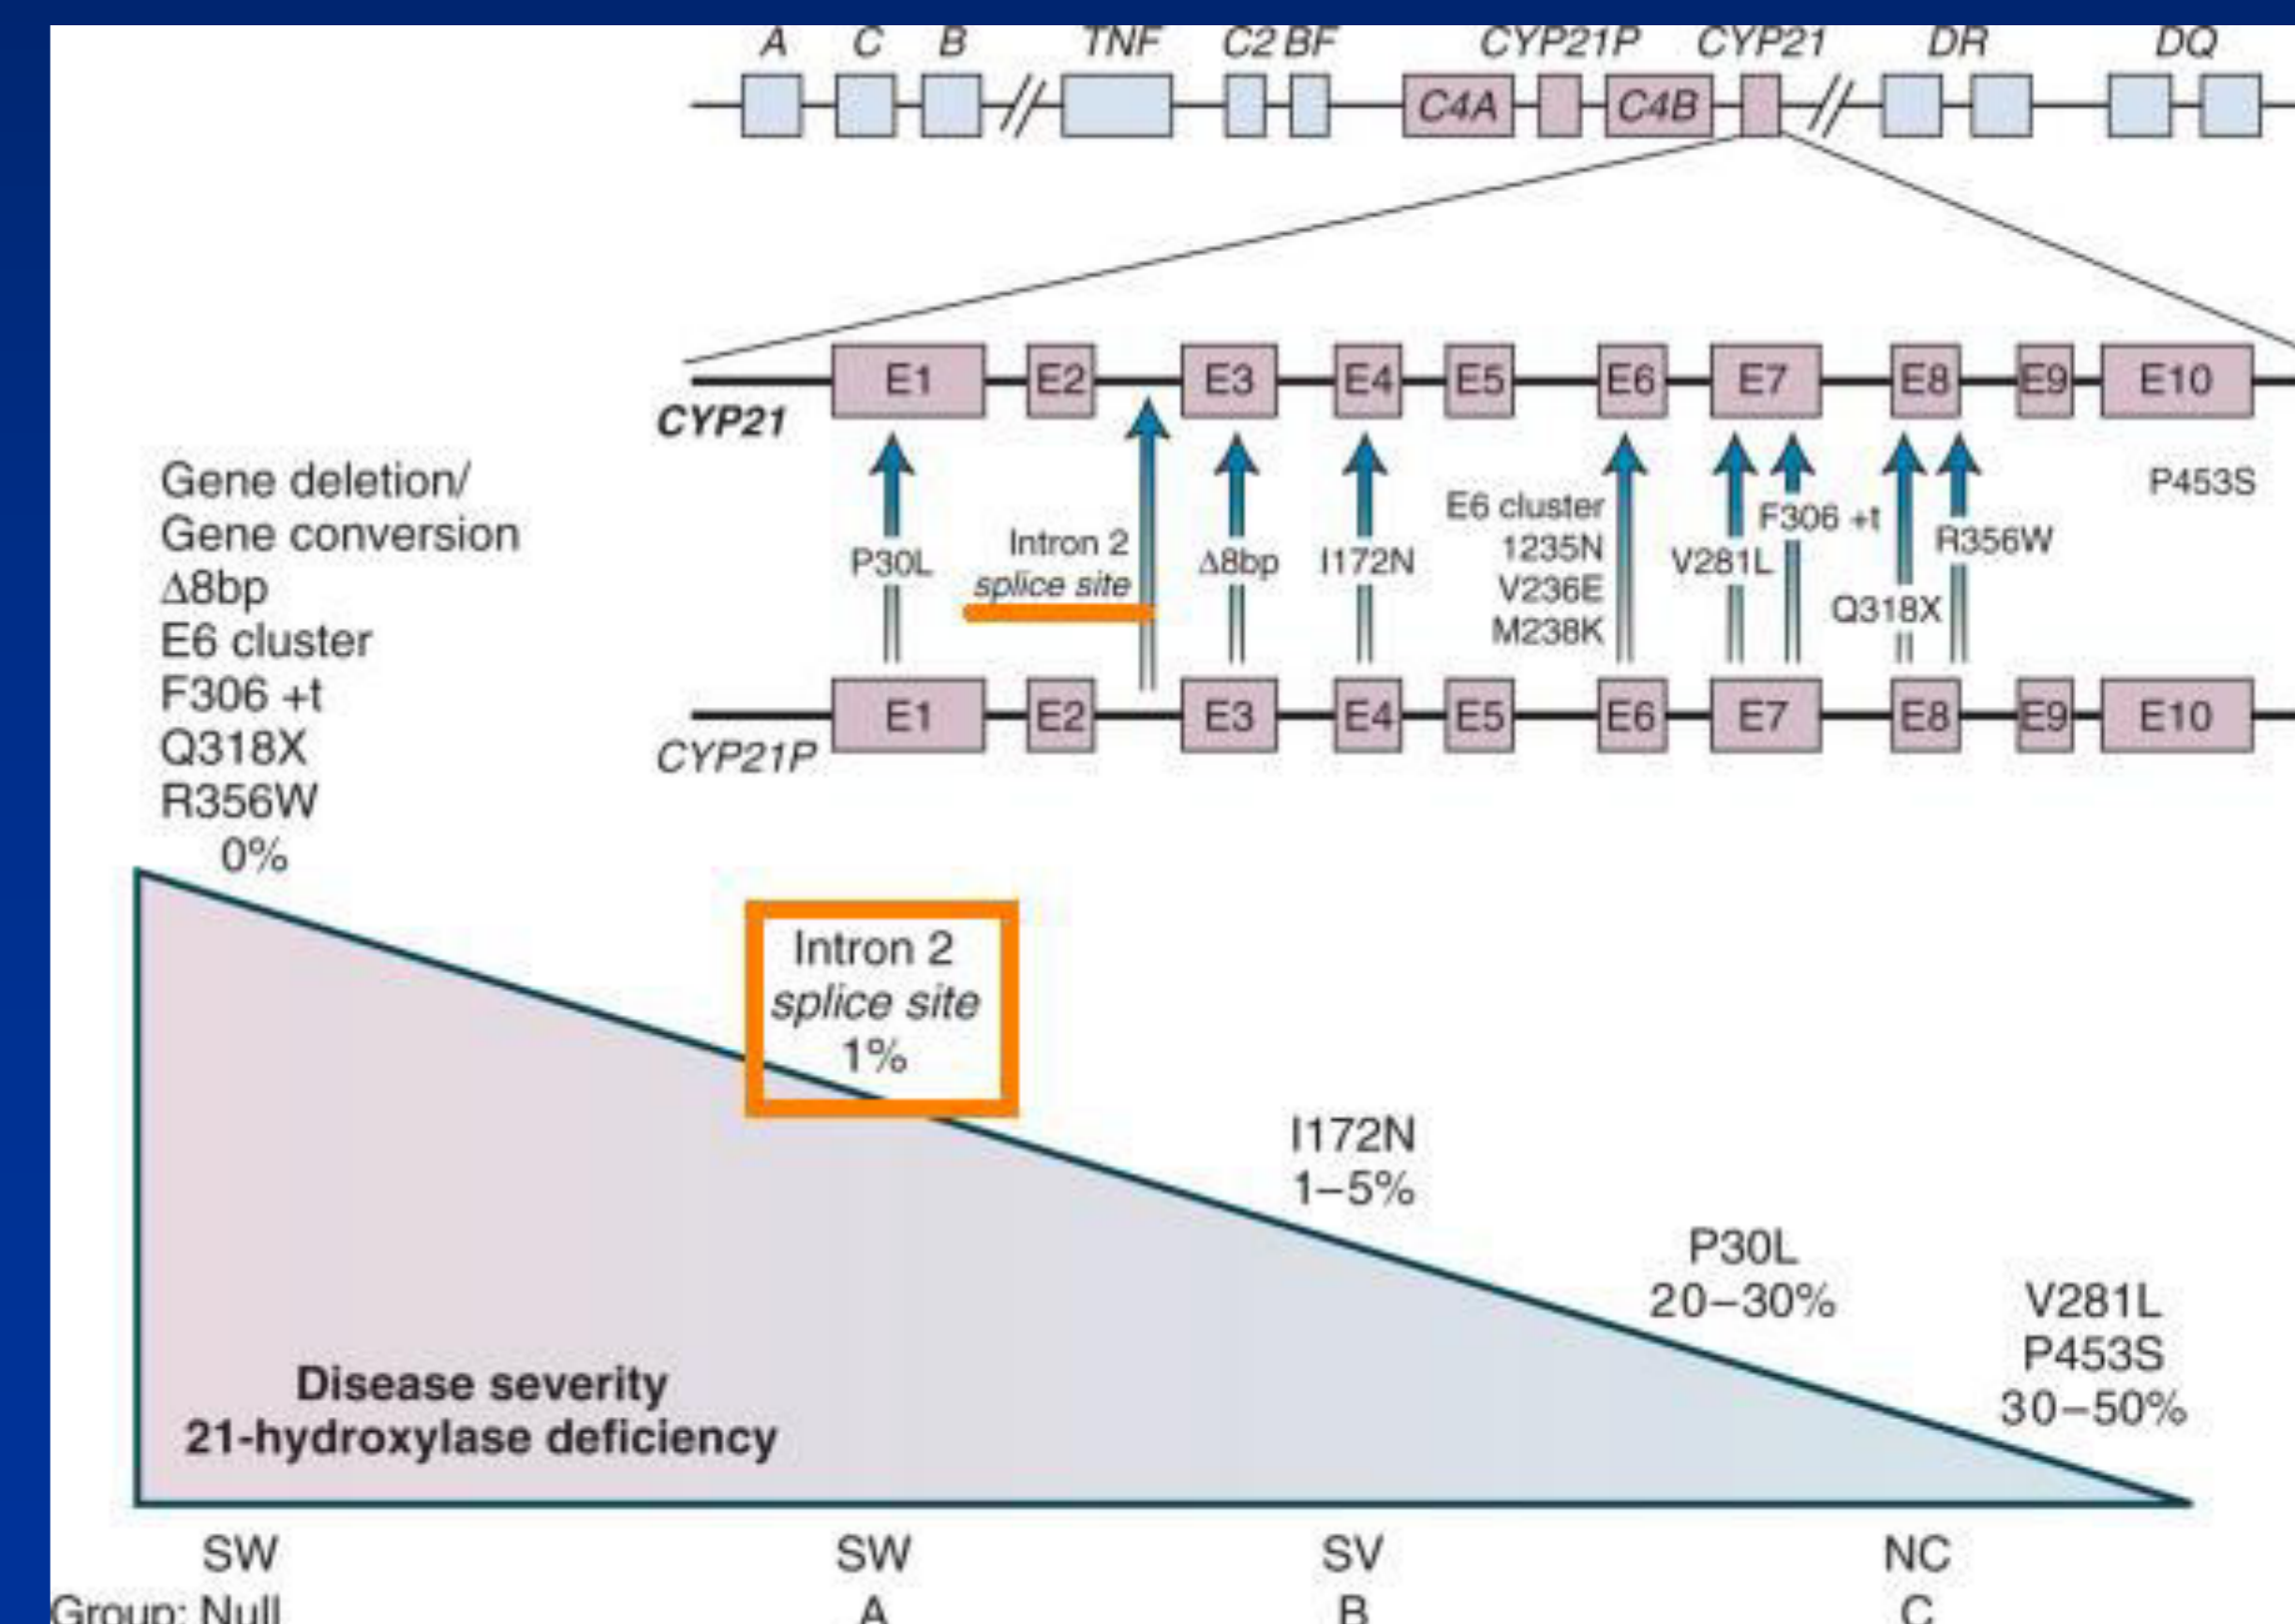 A C B TNF C2 BF CYP21P CYP21 DR DQ
C4A C4B
E1 E2 E3 E4 E5 E6 E7 E8 E9 E10
CYP21
P30L
Intron 2
splice site
Δ8bp
I172N
E6 cluster
1235N
V236E
M238K
V281L
F306 +t
Q318X
R356W
P453S
E1 E2 E3 E4 E5 E6 E7 E8 E9 E10
CYP21P
Gene deletion/
Gene conversion
Δ8bp
E6 cluster
F306 +t
Q318X
R356W
0%
Intron 2
splice site
1%
I172N
1–5%
P30L
20–30%
V281L
P453S
30–50%
Disease severity
21-hydroxylase deficiency
SW SW SV NC
Group: Null A B C